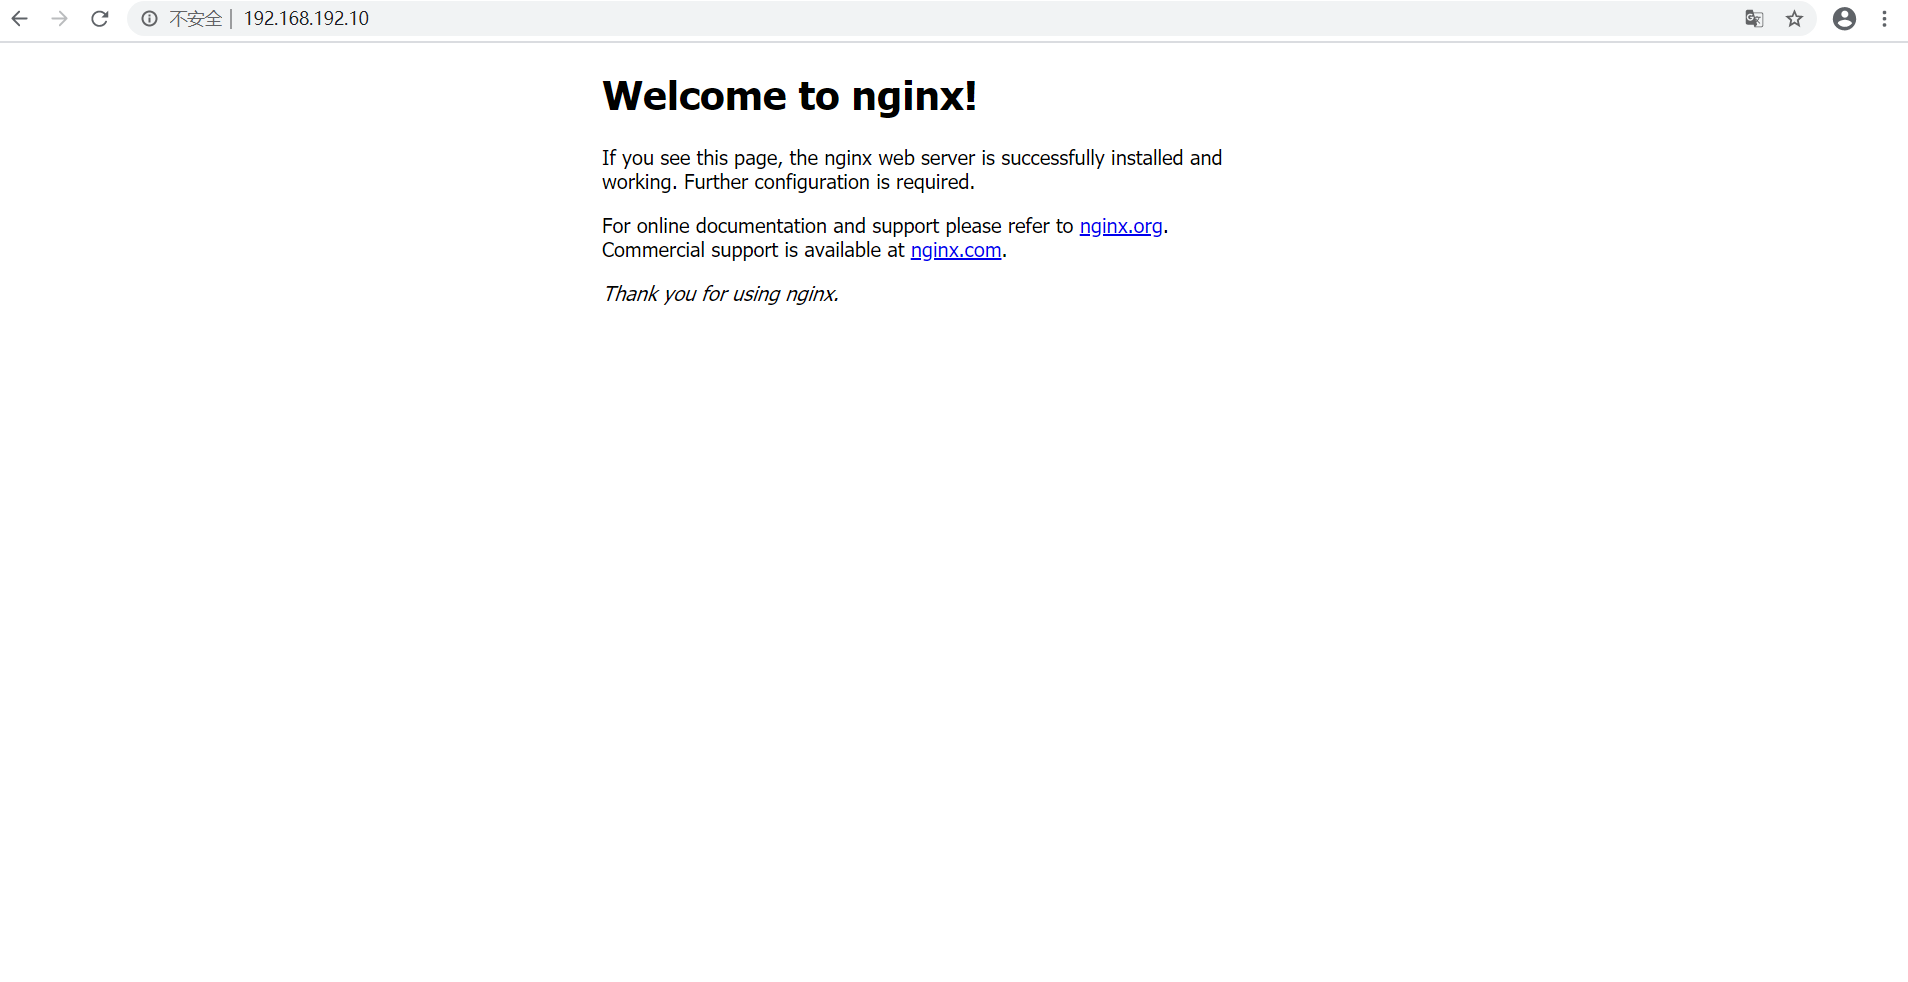 不安全 | 192.168.192.10
Welcome to nginx!
If you see this page, the nginx web server is successfully installed and
working. Further configuration is required.
For online documentation and support please refer to nginx.org.
Commercial support is available at nginx.com.
Thank you for using nginx.